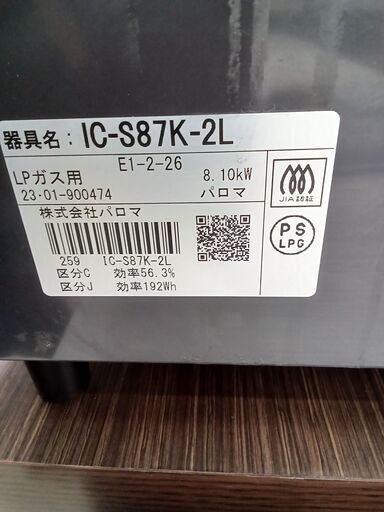 器具名: IC-S87K-2L
E1-2-26
LPガス用 8.10kW
23·01-900474 パロマ
株式会社パロマ
259 IC-S87K-2L
区分C 効率56.3%
区分J 効率192Wh
JIA認証
PS
LPG